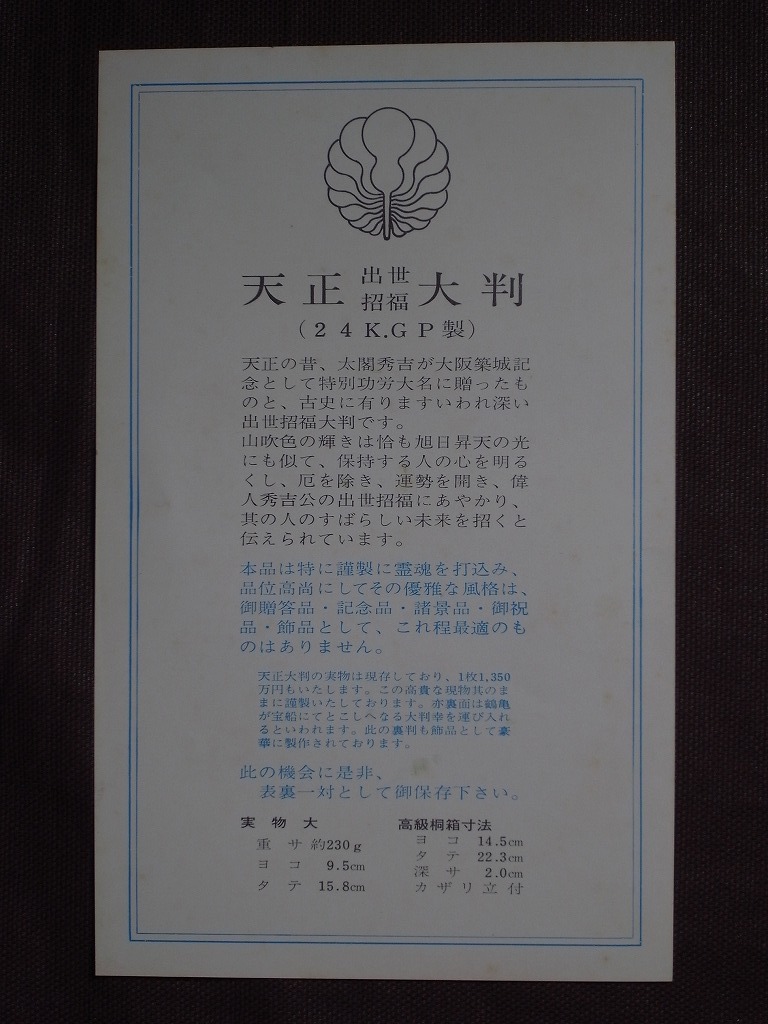 天正 出世招福 大判
（２４Ｋ.ＧＰ製）
天正の昔、太閤秀吉が大阪築城記
念として特別功労大名に贈ったも
のと、古史に有りますいわれ深い
出世招福大判です。
山吹色の輝きは恰も旭日昇天の光
にも似て、保持する人の心を明る
くし、厄を除き、運勢を開き、偉
人秀吉公の出世招福にあやかり、
其の人のすばらしい未来を招くと
伝えられています。
本品は特に謹製に霊魂を打込み、
品位高尚にしてその優雅な風格は、
御贈答品・記念品・諸景品・御祝
品・飾品として、これ程最適のも
のはありません。
天正大判の実物は現存しており、1枚1,350
万円もいたします。この高貴な現物其のま
まに謹製いたしております。亦裏面は鶴亀
が宝船にてとこしへなる大判幸を運び入れ
るといわれます。此の裏判も飾品として豪
華に製作されております。
此の機会に是非、
表裏一対として御保存下さい。
実物大
重サ 約230g
ヨコ 9.5cm
タテ 15.8cm
高級桐箱寸法
ヨコ 14.5cm
タテ 22.3cm
深サ 2.0cm
カザリ立付